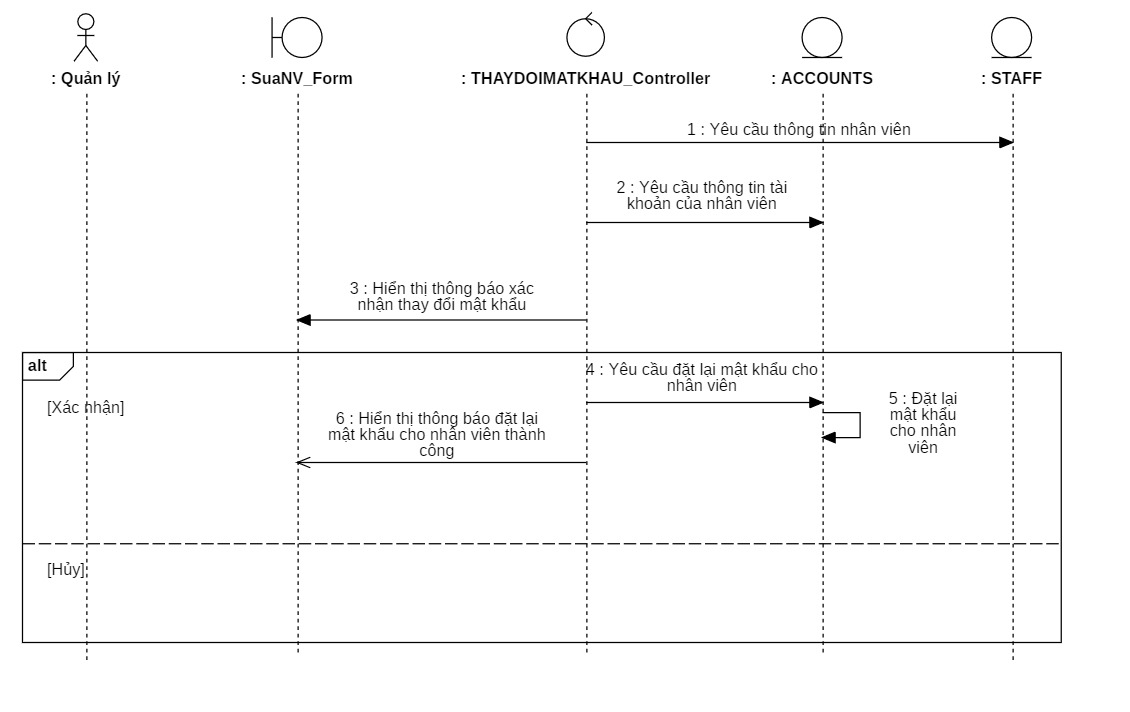 : Quản lý
: SuaNV_Form
: THAYDOIMATKHAU_Controller
: ACCOUNTS
: STAFF
1 : Yêu cầu thông tin nhân viên
2 : Yêu cầu thông tin tài
khoản của nhân viên
3 : Hiển thị thông báo xác
nhận thay đổi mật khẩu
alt
[Xác nhận]
4 : Yêu cầu đặt lại mật khẩu cho
nhân viên
5 : Đặt lại
mật khẩu
cho nhân
viên
6 : Hiển thị thông báo đặt lại
mật khẩu cho nhân viên thành
công
[Hủy]